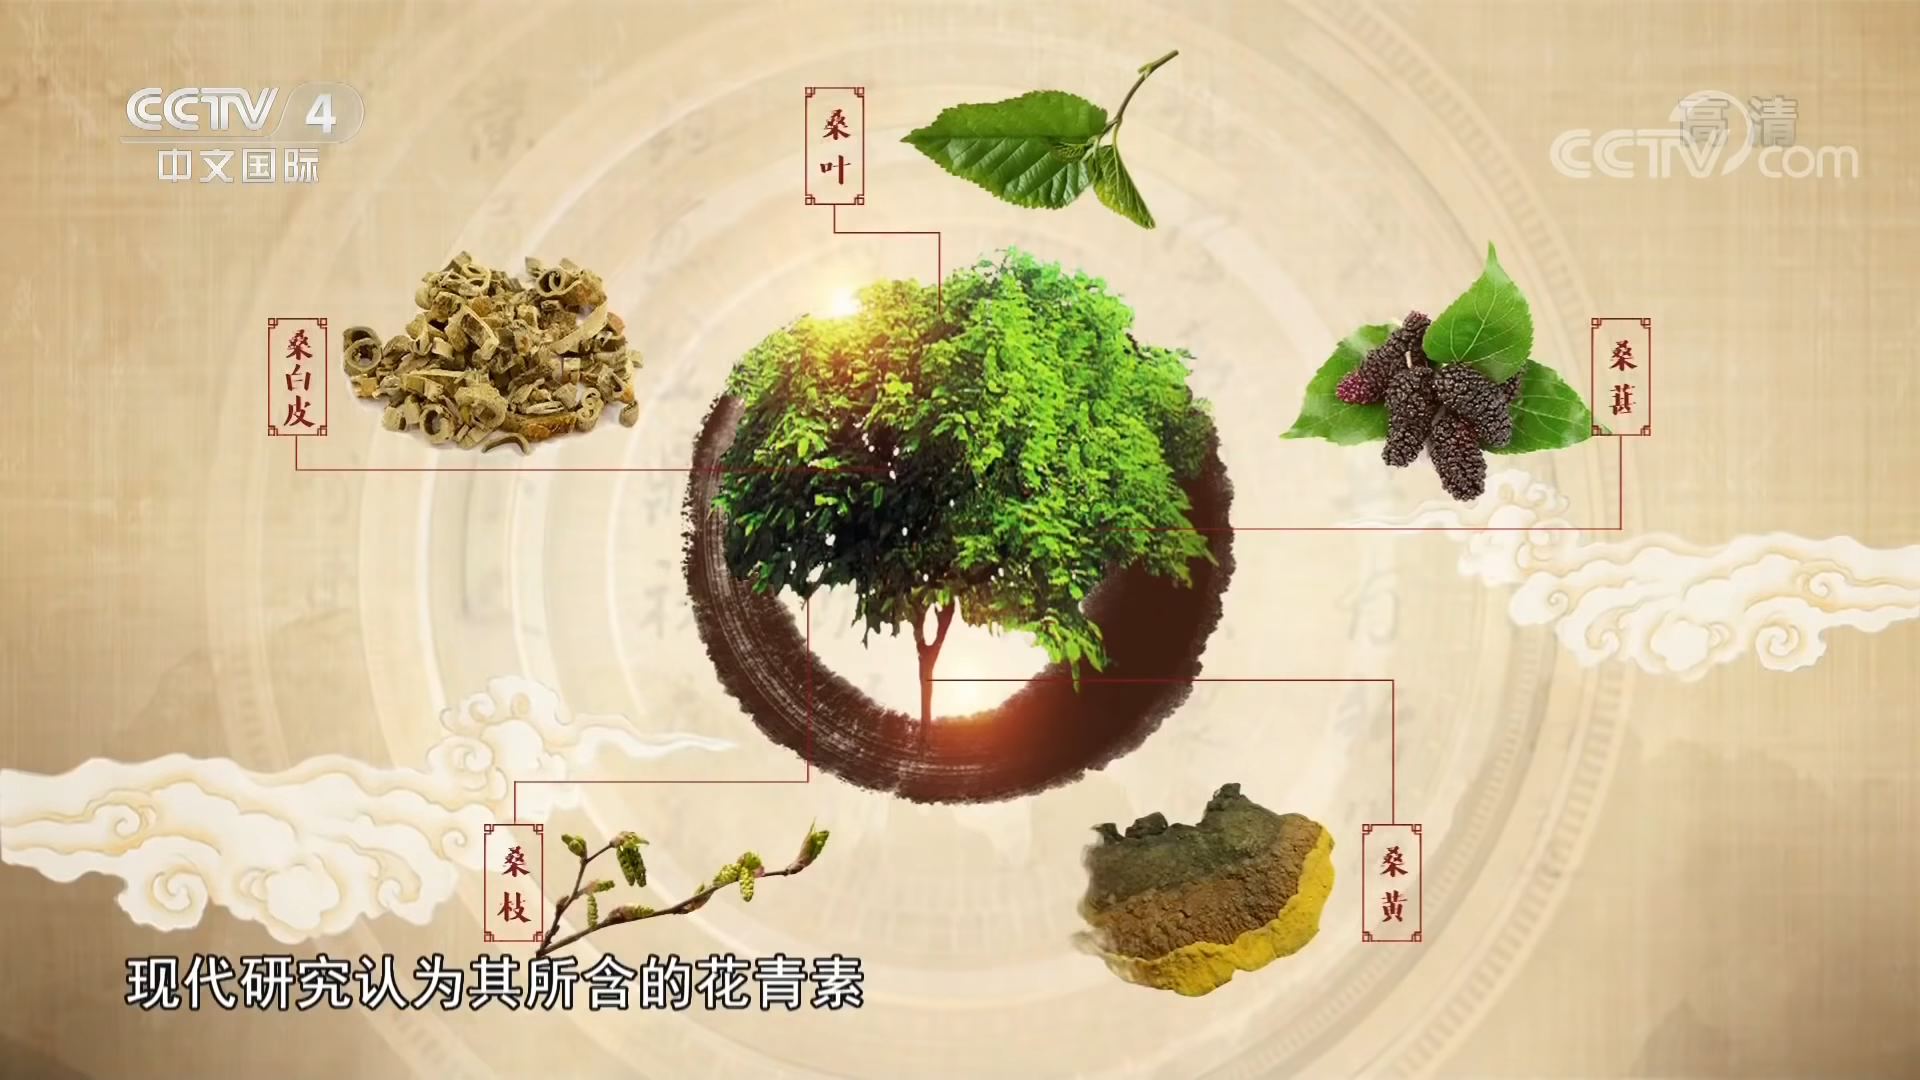 CCTV 4
中文国际
高清
CCTV.com
桑叶
桑白皮
桑葚
桑枝
桑黄
现代研究认为其所含的花青素